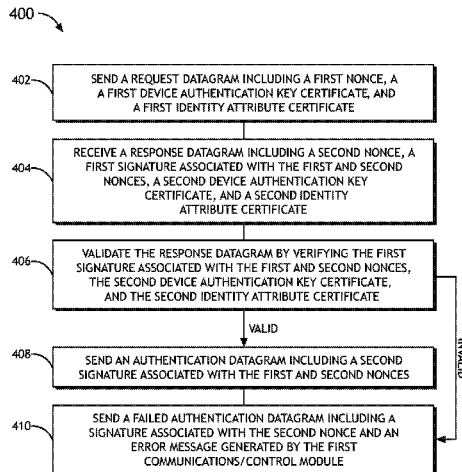 400
402
SEND A REQUEST DATAGRAM INCLUDING A FIRST NONCE, A
A FIRST DEVICE AUTHENTICATION KEY CERTIFICATE, AND
A FIRST IDENTITY ATTRIBUTE CERTIFICATE
404
RECEIVE A RESPONSE DATAGRAM INCLUDING A SECOND NONCE, A
FIRST SIGNATURE ASSOCIATED WITH THE FIRST AND SECOND
NONCES, A SECOND DEVICE AUTHENTICATION KEY
CERTIFICATE, AND A SECOND IDENTITY
ATTRIBUTE CERTIFICATE
406
VALIDATE THE RESPONSE DATAGRAM BY VERIFYING THE FIRST
SIGNATURE ASSOCIATED WITH THE FIRST AND SECOND NONCES,
THE SECOND DEVICE AUTHENTICATION KEY CERTIFICATE,
AND THE SECOND IDENTITY ATTRIBUTE CERTIFICATE
VALID
INVALID
408
SEND AN AUTHENTICATION DATAGRAM INCLUDING A SECOND
SIGNATURE ASSOCIATED WITH THE FIRST AND SECOND NONCES
410
SEND A FAILED AUTHENTICATION DATAGRAM INCLUDING A
SIGNATURE ASSOCIATED WITH THE SECOND NONCE AND AN
ERROR MESSAGE GENERATED BY THE FIRST
COMMUNICATIONS/CONTROL MODULE